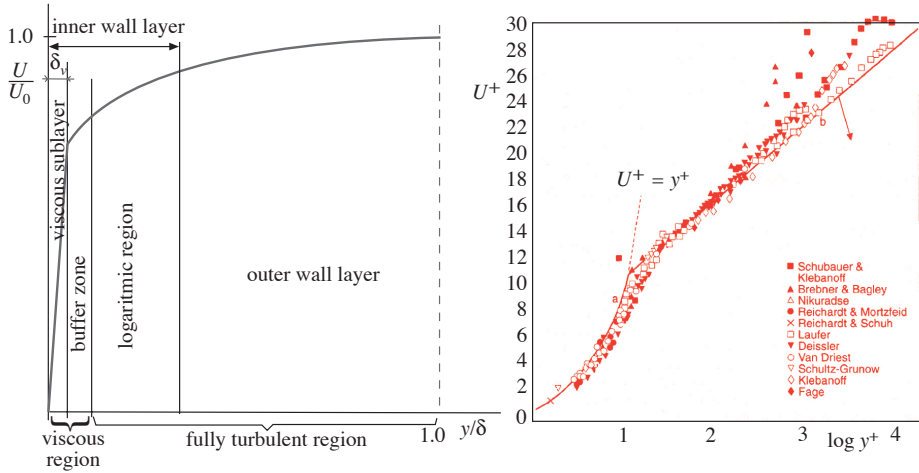 inner wall layer
1.0
δv
U
U0
viscous sublayer
buffer zone
logaritmic region
outer wall layer
viscous
region
fully turbulent region
1.0
y/δ
30
U+
28
26
24
22
20
18
16
14
12
10
8
6
4
2
0
b
U+ = y+
a
Schubauer &
Klebanoff
Brebner & Bagley
Nikuradse
Reichardt & Mortzfeid
Reichardt & Schuh
Laufer
Deissler
Van Driest
Schultz-Grunow
Klebanoff
Fage
1
2
3
log y+
4